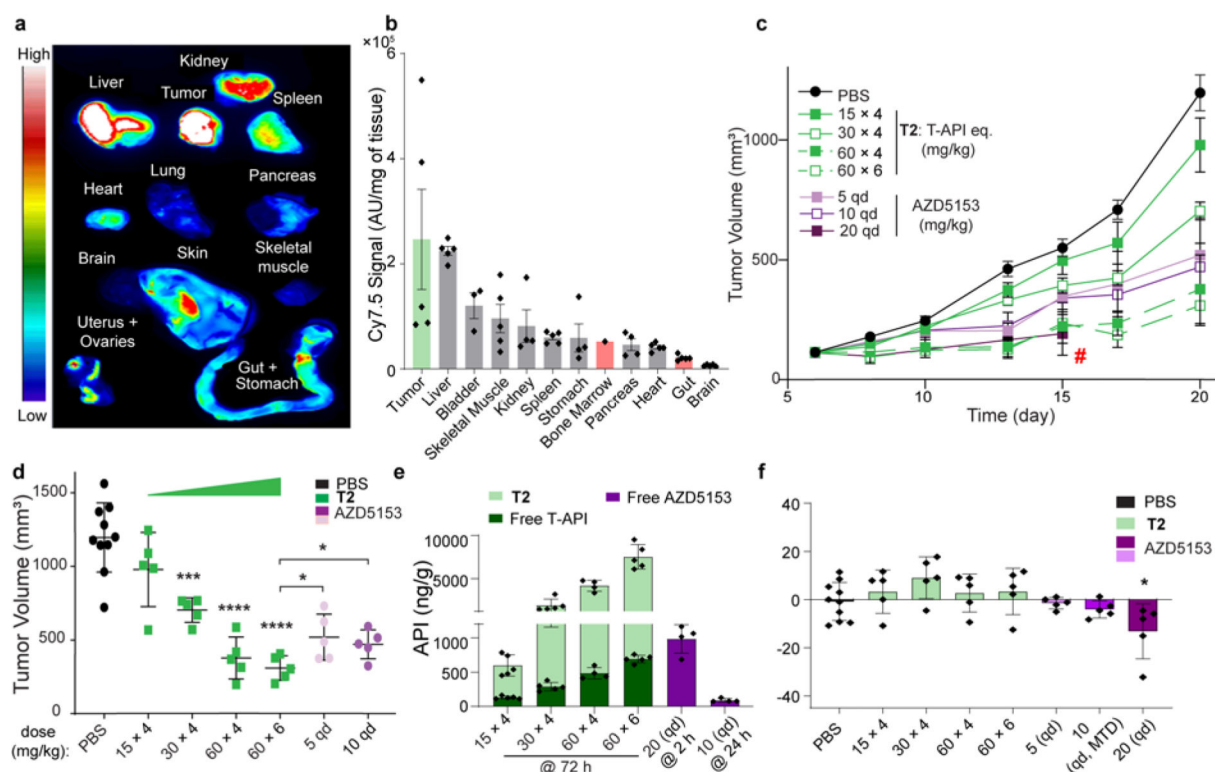 a
High
Low
Liver
Kidney
Tumor
Spleen
Heart
Lung
Pancreas
Brain
Skin
Skeletal
muscle
Uterus +
Ovaries
Gut +
Stomach
b
×10⁵
Cy7.5 Signal (AU/mg of tissue)
6
4
2
0
Tumor
Liver
Bladder
Skeletal Muscle
Kidney
Spleen
Stomach
Bone Marrow
Pancreas
Heart
Gut
Brain
c
PBS
15 × 4
30 × 4
60 × 4
60 × 6
T2: T-API eq.
(mg/kg)
5 qd
10 qd
20 qd
AZD5153
(mg/kg)
Tumor Volume (mm³)
1000
500
0
5
10
15
20
#
Time (day)
d
PBS
T2
AZD5153
Tumor Volume (mm³)
1500
1000
500
0
***
****
****
*
*
dose
(mg/kg):
PBS
15 × 4
30 × 4
60 × 4
60 × 6
5 qd
10 qd
e
T2
Free T-API
Free AZD5153
API (ng/g)
10000
5000
1000
500
0
15 × 4
30 × 4
60 × 4
60 × 6
@ 72 h
20 (qd)
@ 2 h
10 (qd)
@ 24 h
f
PBS
T2
AZD5153
40
20
0
-20
-40
*
PBS
15 × 4
30 × 4
60 × 4
60 × 6
5 (qd)
10
(qd, MTD)
20 (qd)